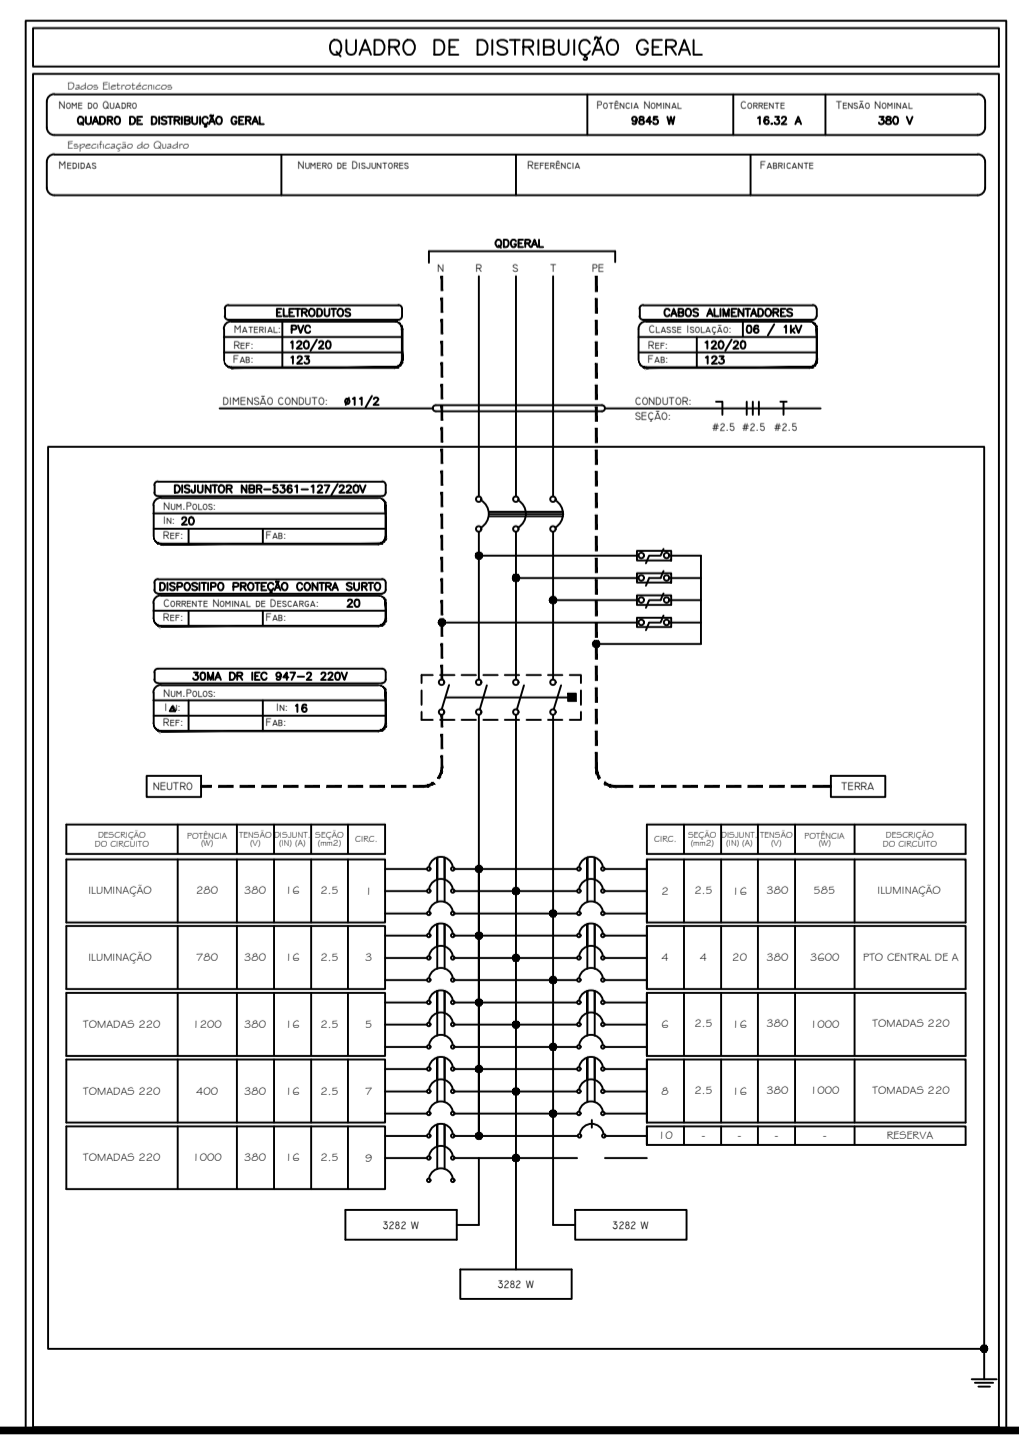 QUADRO DE DISTRIBUIÇÃO GERAL
Dados Eletrotécnicos
NOME DO QUADRO POTÊNCIA NOMINAL CORRENTE TENSÃO NOMINAL
QUADRO DE DISTRIBUIÇÃO GERAL 9845 W 16.32 A 380 V
Especificação do Quadro
MEDIDAS NUMERO DE DISJUNTORES REFERÊNCIA FABRICANTE
QDGERAL
N R S T PE
ELETRODUTOS
MATERIAL: PVC
REF: 120/20
FAB: 123
CABOS ALIMENTADORES
CLASSE ISOLAÇÃO: 06 / 1kV
REF: 120/20
FAB: 123
DIMENSÃO CONDUTO: ø11/2
CONDUTOR:
SEÇÃO:
#2.5 #2.5 #2.5
DISJUNTOR NBR-5361-127/220V
NUM.POLOS:
IN: 20
REF: FAB:
DISPOSITIPO PROTEÇÃO CONTRA SURTO
CORRENTE NOMINAL DE DESCARGA: 20
REF: FAB:
30MA DR IEC 947-2 220V
NUM.POLOS:
I∆N: IN: 16
REF: FAB:
NEUTRO
TERRA
DESCRIÇÃO DO CIRCUITO POTÊNCIA (W) TENSÃO (V) DISJUNT. (IN) (A) SEÇÃO (mm2) CIRC.
ILUMINAÇÃO 280 380 16 2.5 1
ILUMINAÇÃO 780 380 16 2.5 3
TOMADAS 220 1200 380 16 2.5 5
TOMADAS 220 400 380 16 2.5 7
TOMADAS 220 1000 380 16 2.5 9
CIRC. SEÇÃO (mm2) DISJUNT. (IN) (A) TENSÃO (V) POTÊNCIA (W) DESCRIÇÃO DO CIRCUITO
2 2.5 16 380 585 ILUMINAÇÃO
4 4 20 380 3600 PTO CENTRAL DE A
6 2.5 16 380 1000 TOMADAS 220
8 2.5 16 380 1000 TOMADAS 220
10 - - - - RESERVA
3282 W
3282 W
3282 W